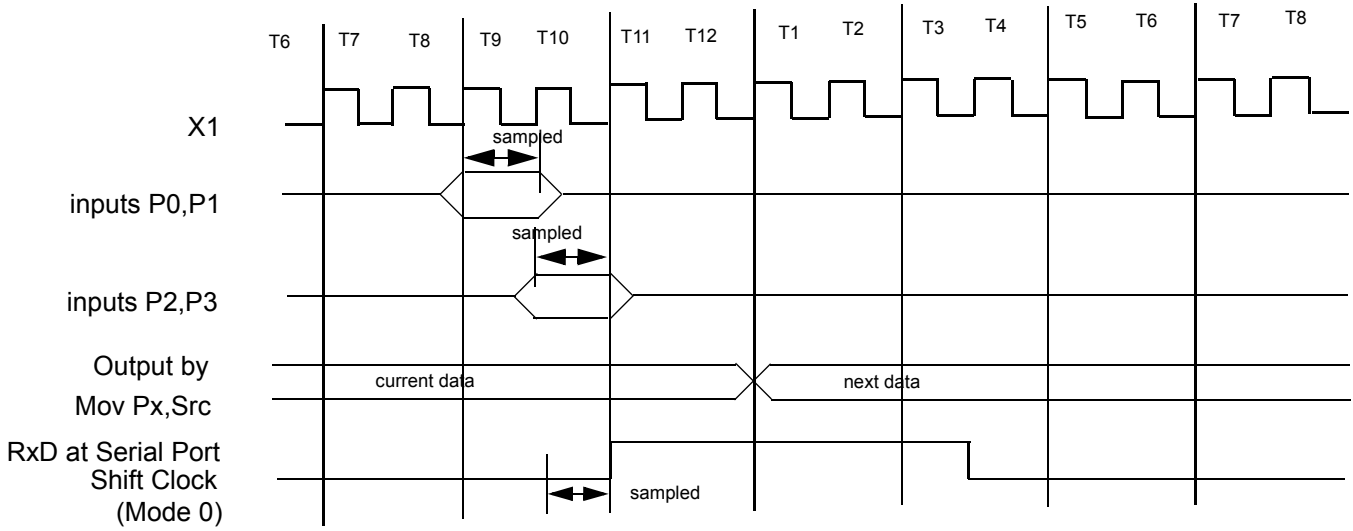 T6 T7 T8 T9 T10 T11 T12 T1 T2 T3 T4 T5 T6 T7 T8
X1
sampled
inputs P0,P1
sampled
inputs P2,P3
Output by
current data next data
Mov Px,Src
RxD at Serial Port
Shift Clock
sampled
(Mode 0)